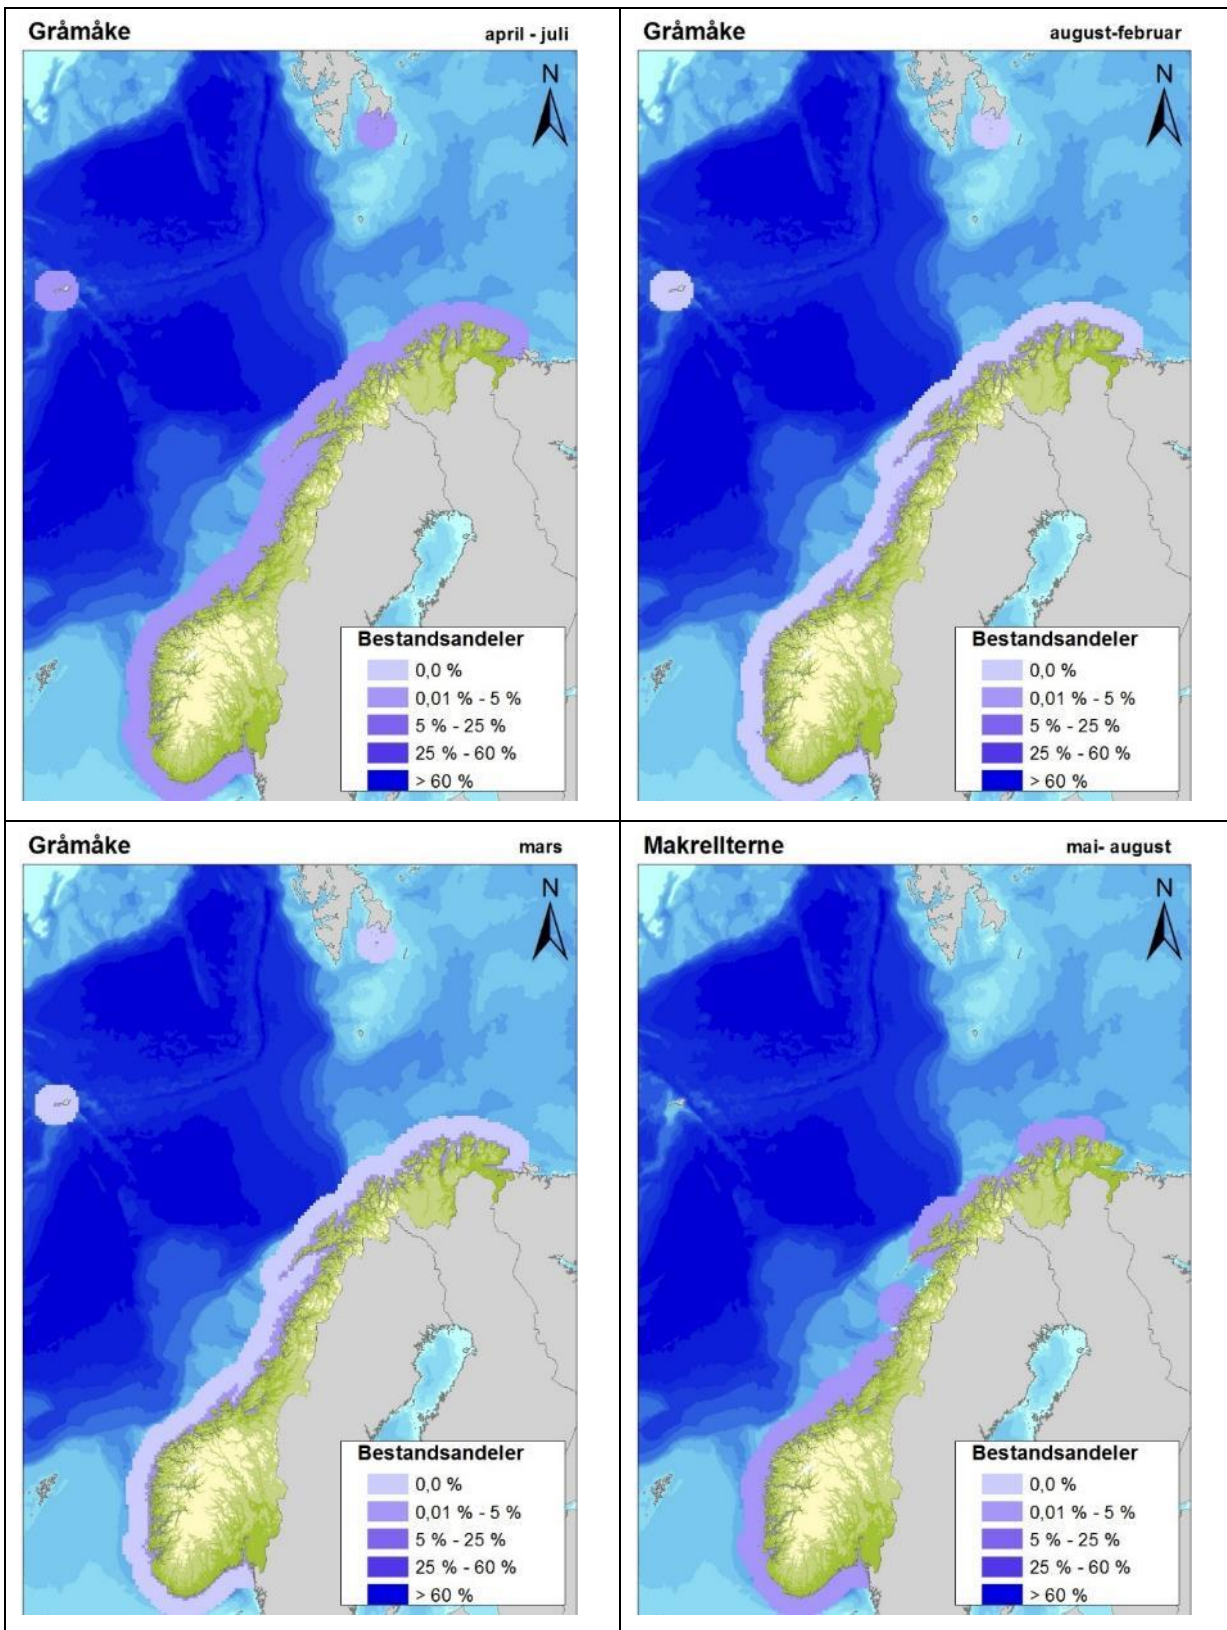 Gråmåke april - juli
N
Bestandsandeler
0,0 %
0,01 % - 5 %
5 % - 25 %
25 % - 60 %
> 60 %
Gråmåke august-februar
N
Bestandsandeler
0,0 %
0,01 % - 5 %
5 % - 25 %
25 % - 60 %
> 60 %
Gråmåke mars
N
Bestandsandeler
0,0 %
0,01 % - 5 %
5 % - 25 %
25 % - 60 %
> 60 %
Makrellterne mai- august
N
Bestandsandeler
0,0 %
0,01 % - 5 %
5 % - 25 %
25 % - 60 %
> 60 %